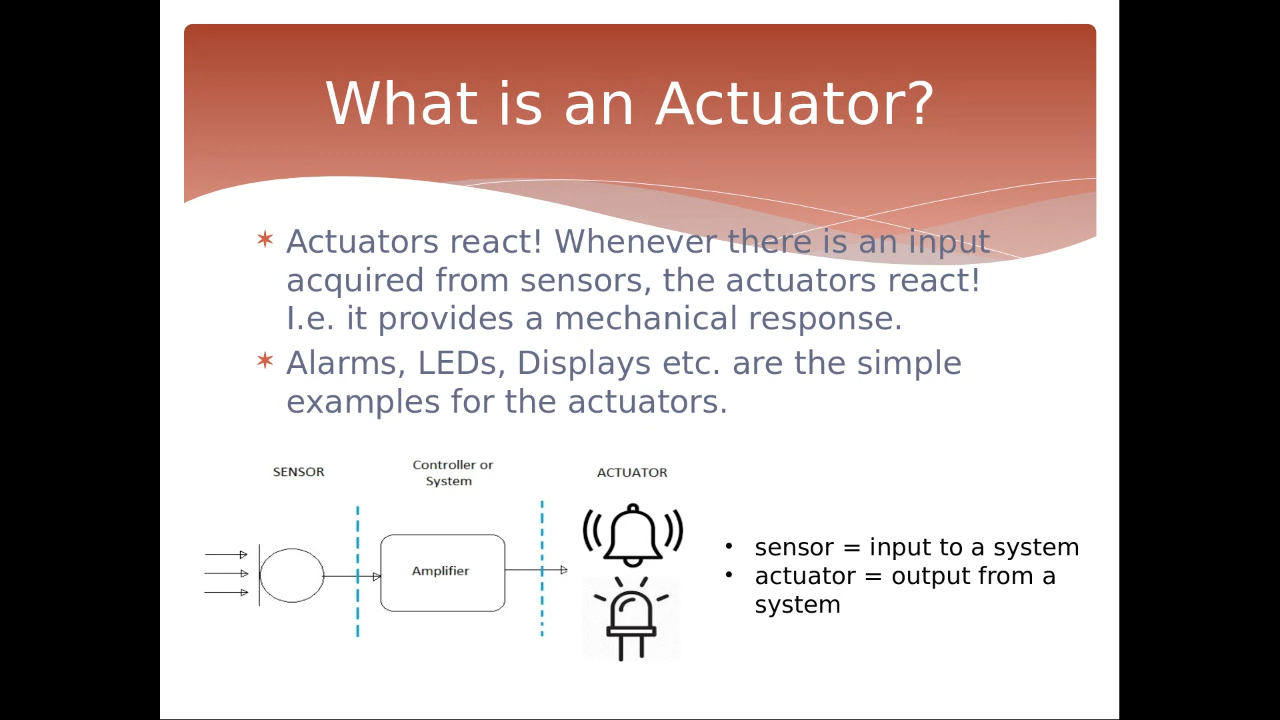 What is an Actuator?
✶ Actuators react! Whenever there is an input
acquired from sensors, the actuators react!
I.e. it provides a mechanical response.
✶ Alarms, LEDs, Displays etc. are the simple
examples for the actuators.
SENSOR
Controller or
System
ACTUATOR
Amplifier
• sensor = input to a system
• actuator = output from a
system